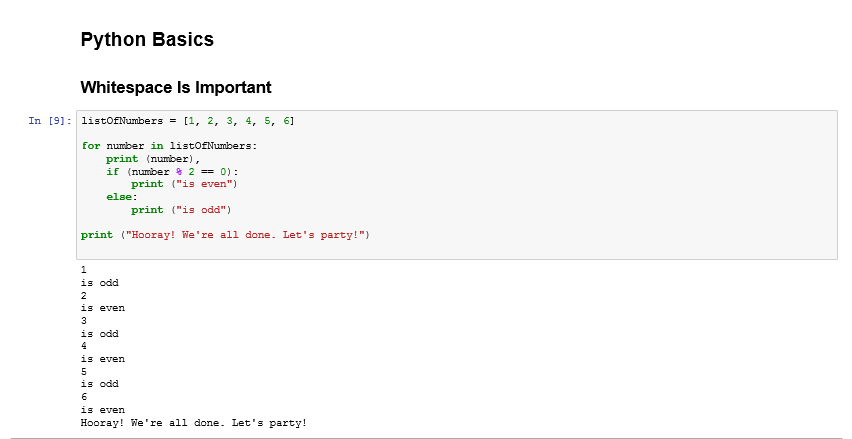 Python Basics
Whitespace Is Important
In [9]: listOfNumbers = [1, 2, 3, 4, 5, 6]
for number in listOfNumbers:
    print (number),
    if (number % 2 == 0):
        print ("is even")
    else:
        print ("is odd")
print ("Hooray! We're all done. Let's party!")
1
is odd
2
is even
3
is odd
4
is even
5
is odd
6
is even
Hooray! We're all done. Let's party!